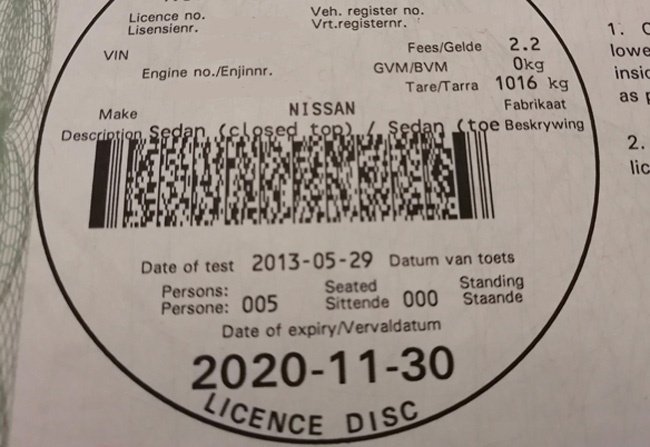 Licence no.
Lisensienr.
Veh. register no.
Vrt.registernr.
VIN
Fees/Gelde 2.2
Engine no./Enjinnr.
GVM/BVM 0kg
Tare/Tarra 1016 kg
Make NISSAN Fabrikaat
Description Sedan (closed top) / Sedan (toe Beskrywing
Date of test 2013-05-29 Datum van toets
Persons:
Persone: 005
Seated
Sittende 000
Standing
Staande
Date of expiry/Vervaldatum
2020-11-30
LICENCE DISC
1.
lowe
insid
as p
2.
lic